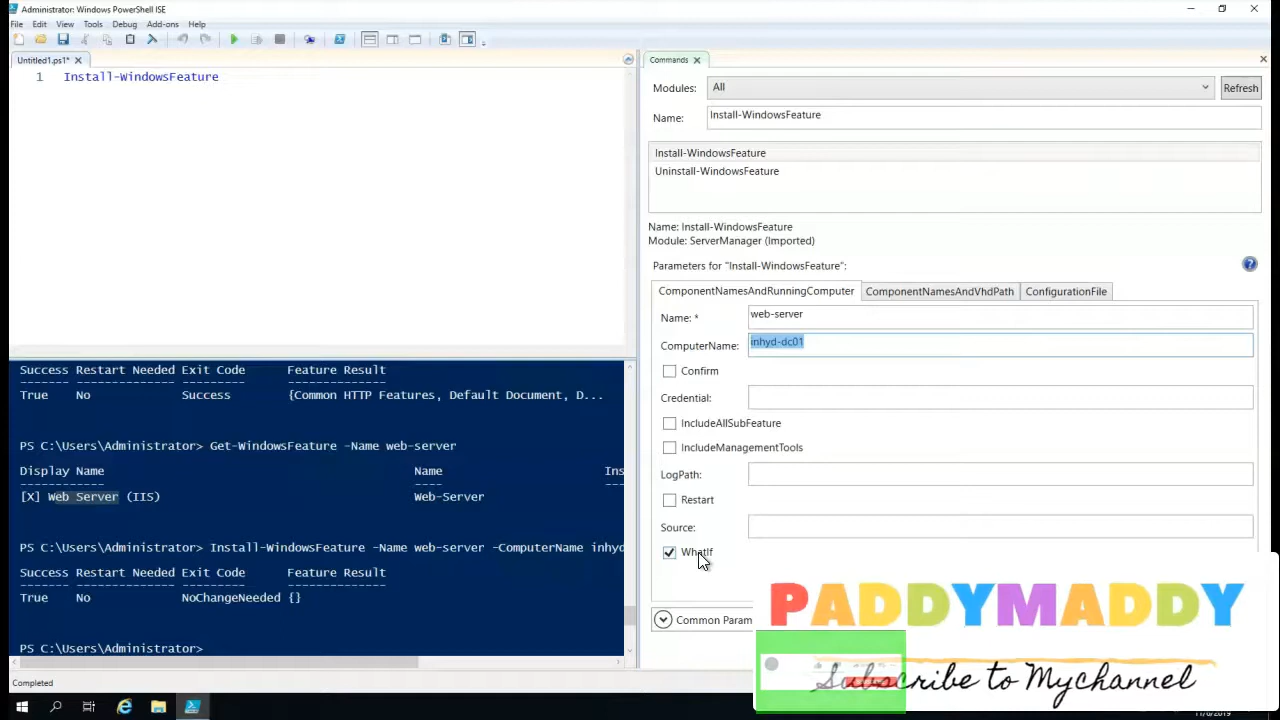 Administrator: Windows PowerShell ISE
File Edit View Tools Debug Add-ons Help
Untitled1.ps1* X
1 Install-WindowsFeature
Commands X
Modules: All Refresh
Name: Install-WindowsFeature
Install-WindowsFeature
Uninstall-WindowsFeature
Name: Install-WindowsFeature
Module: ServerManager (Imported)
Parameters for "Install-WindowsFeature":
ComponentNamesAndRunningComputer ComponentNamesAndVhdPath ConfigurationFile
Name: * web-server
ComputerName: inhyd-dc01
Confirm
Credential:
IncludeAllSubFeature
IncludeManagementTools
LogPath:
Restart
Source:
WhatIf
Common Param
Success Restart Needed Exit Code Feature Result
------- -------------- --------- --------------
True No Success {Common HTTP Features, Default Document, D...
PS C:\Users\Administrator> Get-WindowsFeature -Name web-server
Display Name Name Ins
------------ ---- ---
[X] Web Server (IIS) Web-Server
PS C:\Users\Administrator> Install-WindowsFeature -Name web-server -ComputerName inhyd
Success Restart Needed Exit Code Feature Result
------- -------------- --------- --------------
True No NoChangeNeeded {}
PS C:\Users\Administrator>
Completed
PADDYMADDY
Subscribe to Mychannel